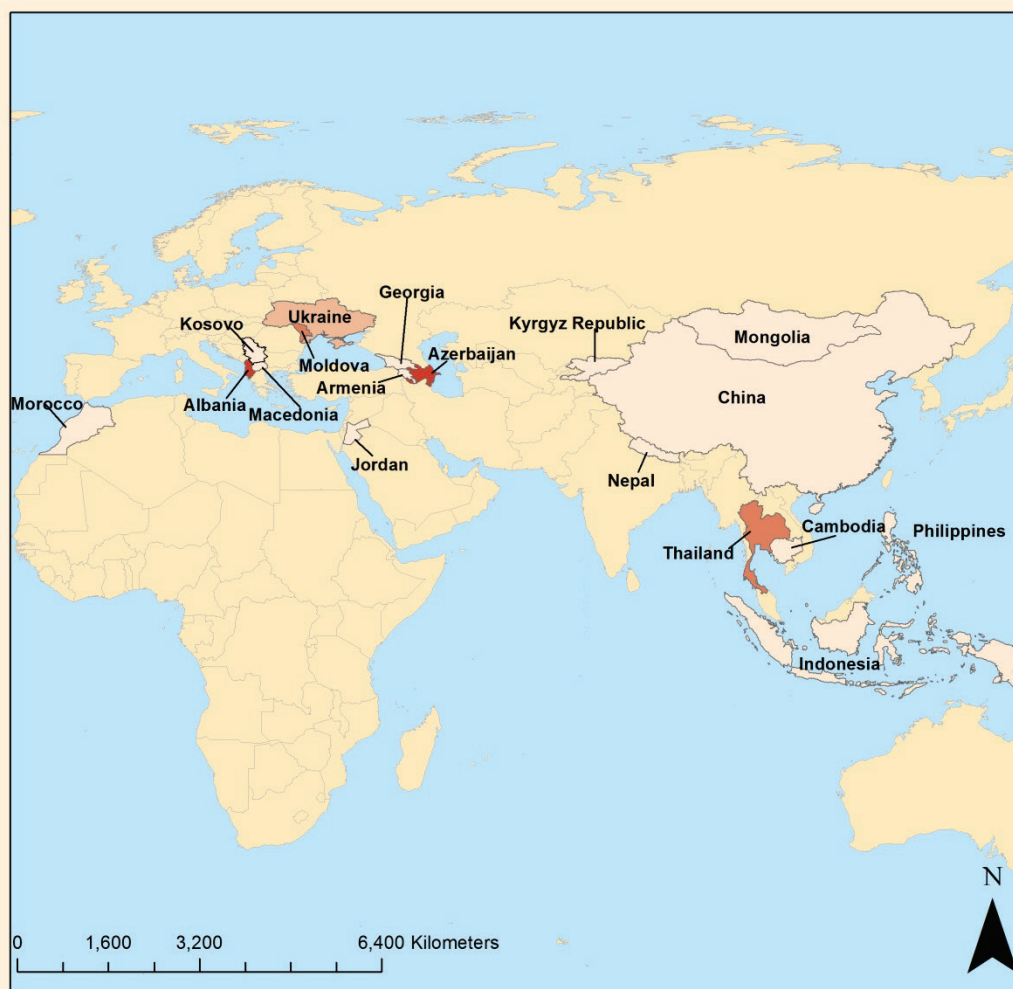 Georgia
Ukraine
Kosovo
Kyrgyz Republic
Mongolia
Moldova
Azerbaijan
Armenia
China
Morocco
Albania
Macedonia
Jordan
Nepal
Cambodia
Philippines
Thailand
Indonesia
N
0 1,600 3,200 6,400 Kilometers